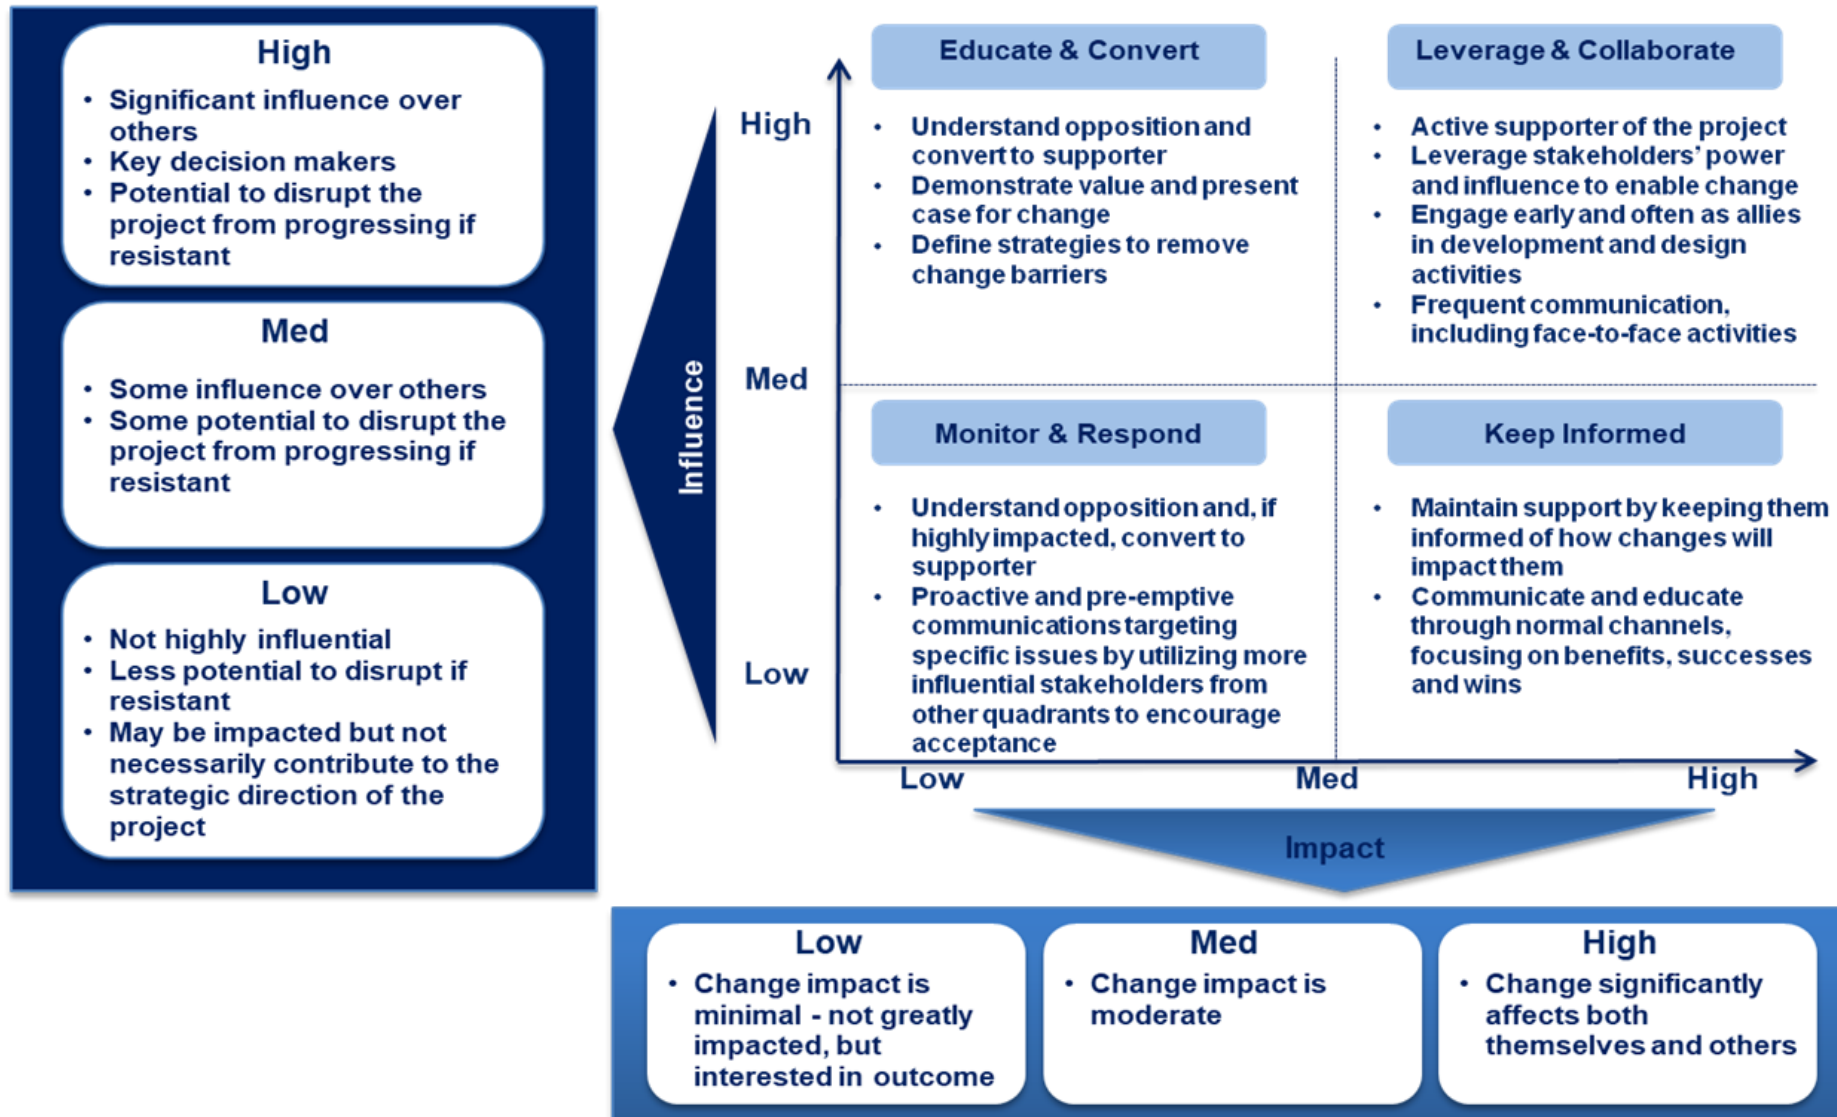 High
• Significant influence over
others
• Key decision makers
• Potential to disrupt the
project from progressing if
resistant
Med
• Some influence over others
• Some potential to disrupt the
project from progressing if
resistant
Low
• Not highly influential
• Less potential to disrupt if
resistant
• May be impacted but not
necessarily contribute to the
strategic direction of the
project
Influence
High
Med
Low
Educate & Convert
• Understand opposition and
convert to supporter
• Demonstrate value and present
case for change
• Define strategies to remove
change barriers
Leverage & Collaborate
• Active supporter of the project
• Leverage stakeholders’ power
and influence to enable change
• Engage early and often as allies
in development and design
activities
• Frequent communication,
including face-to-face activities
Monitor & Respond
• Understand opposition and, if
highly impacted, convert to
supporter
• Proactive and pre-emptive
communications targeting
specific issues by utilizing more
influential stakeholders from
other quadrants to encourage
acceptance
Keep Informed
• Maintain support by keeping them
informed of how changes will
impact them
• Communicate and educate
through normal channels,
focusing on benefits, successes
and wins
Low
Med
High
Impact
Low
• Change impact is
minimal - not greatly
impacted, but
interested in outcome
Med
• Change impact is
moderate
High
• Change significantly
affects both
themselves and others